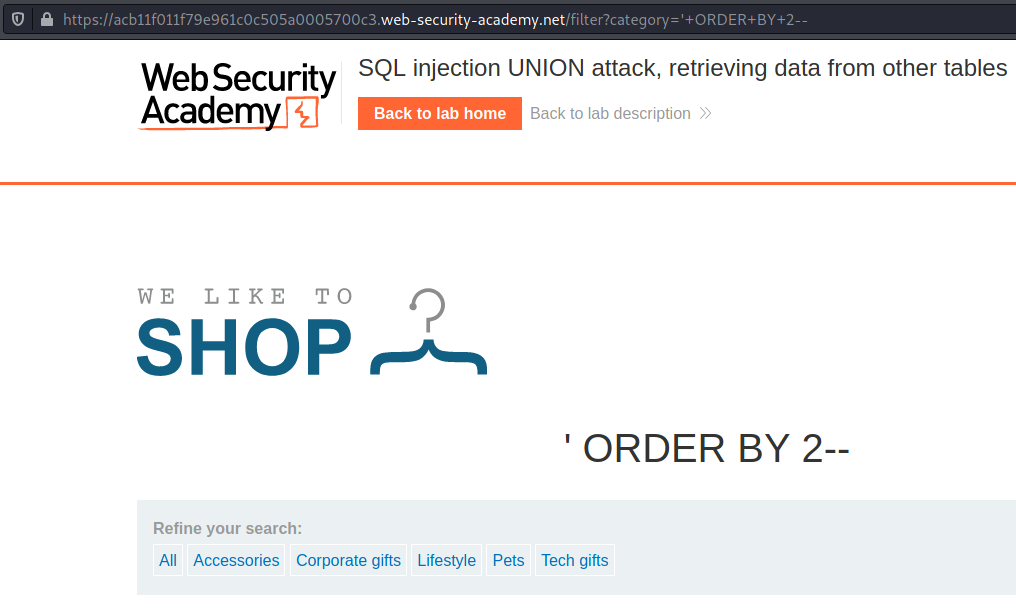 https://acb11f011f79e961c0c505a0005700c3.web-security-academy.net/filter?category='+ORDER+BY+2--
Web Security
Academy
SQL injection UNION attack, retrieving data from other tables
Back to lab home
Back to lab description
WE LIKE TO
SHOP
' ORDER BY 2--
Refine your search:
All Accessories Corporate gifts Lifestyle Pets Tech gifts